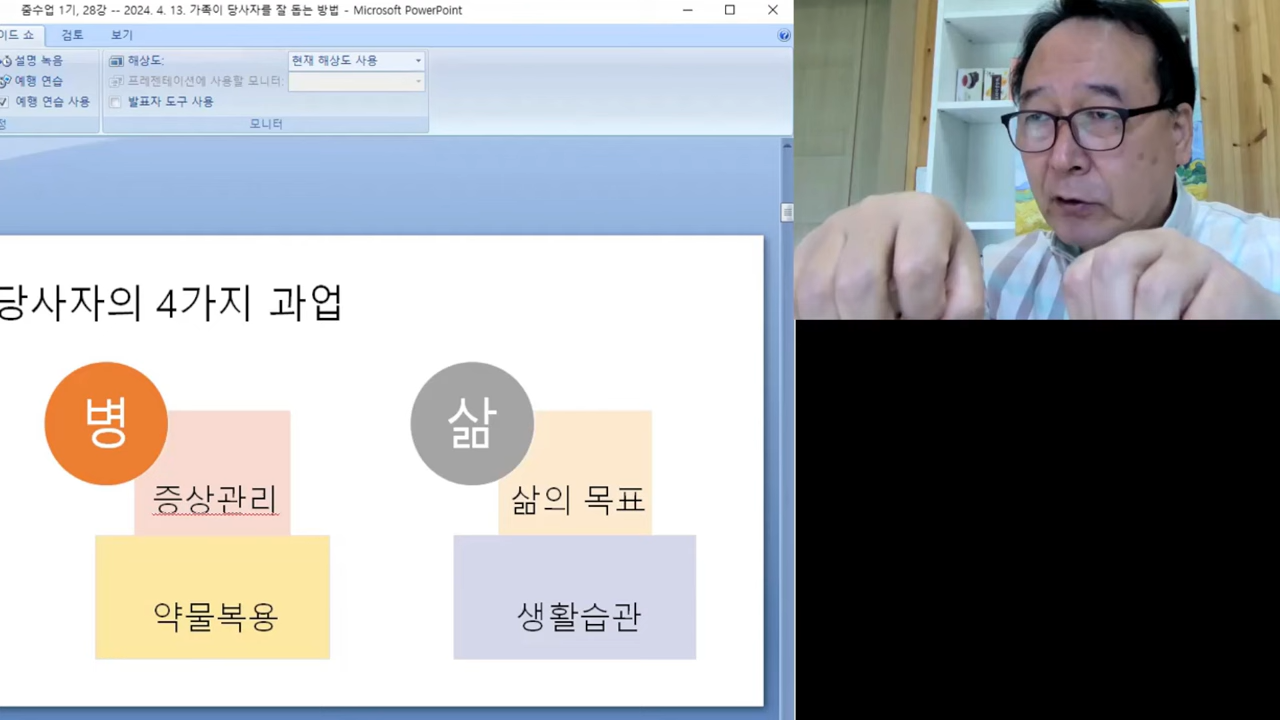 줌수업 1기, 28강 -- 2024. 4. 13. 가족이 당사자를 잘 돕는 방법 - Microsoft PowerPoint
이드 쇼 검토 보기
설명 녹음
예행 연습
예행 연습 사용
정
해상도: 현재 해상도 사용
프레젠테이션에 사용할 모니터:
발표자 도구 사용
모니터
당사자의 4가지 과업
병
증상관리
약물복용
삶
삶의 목표
생활습관